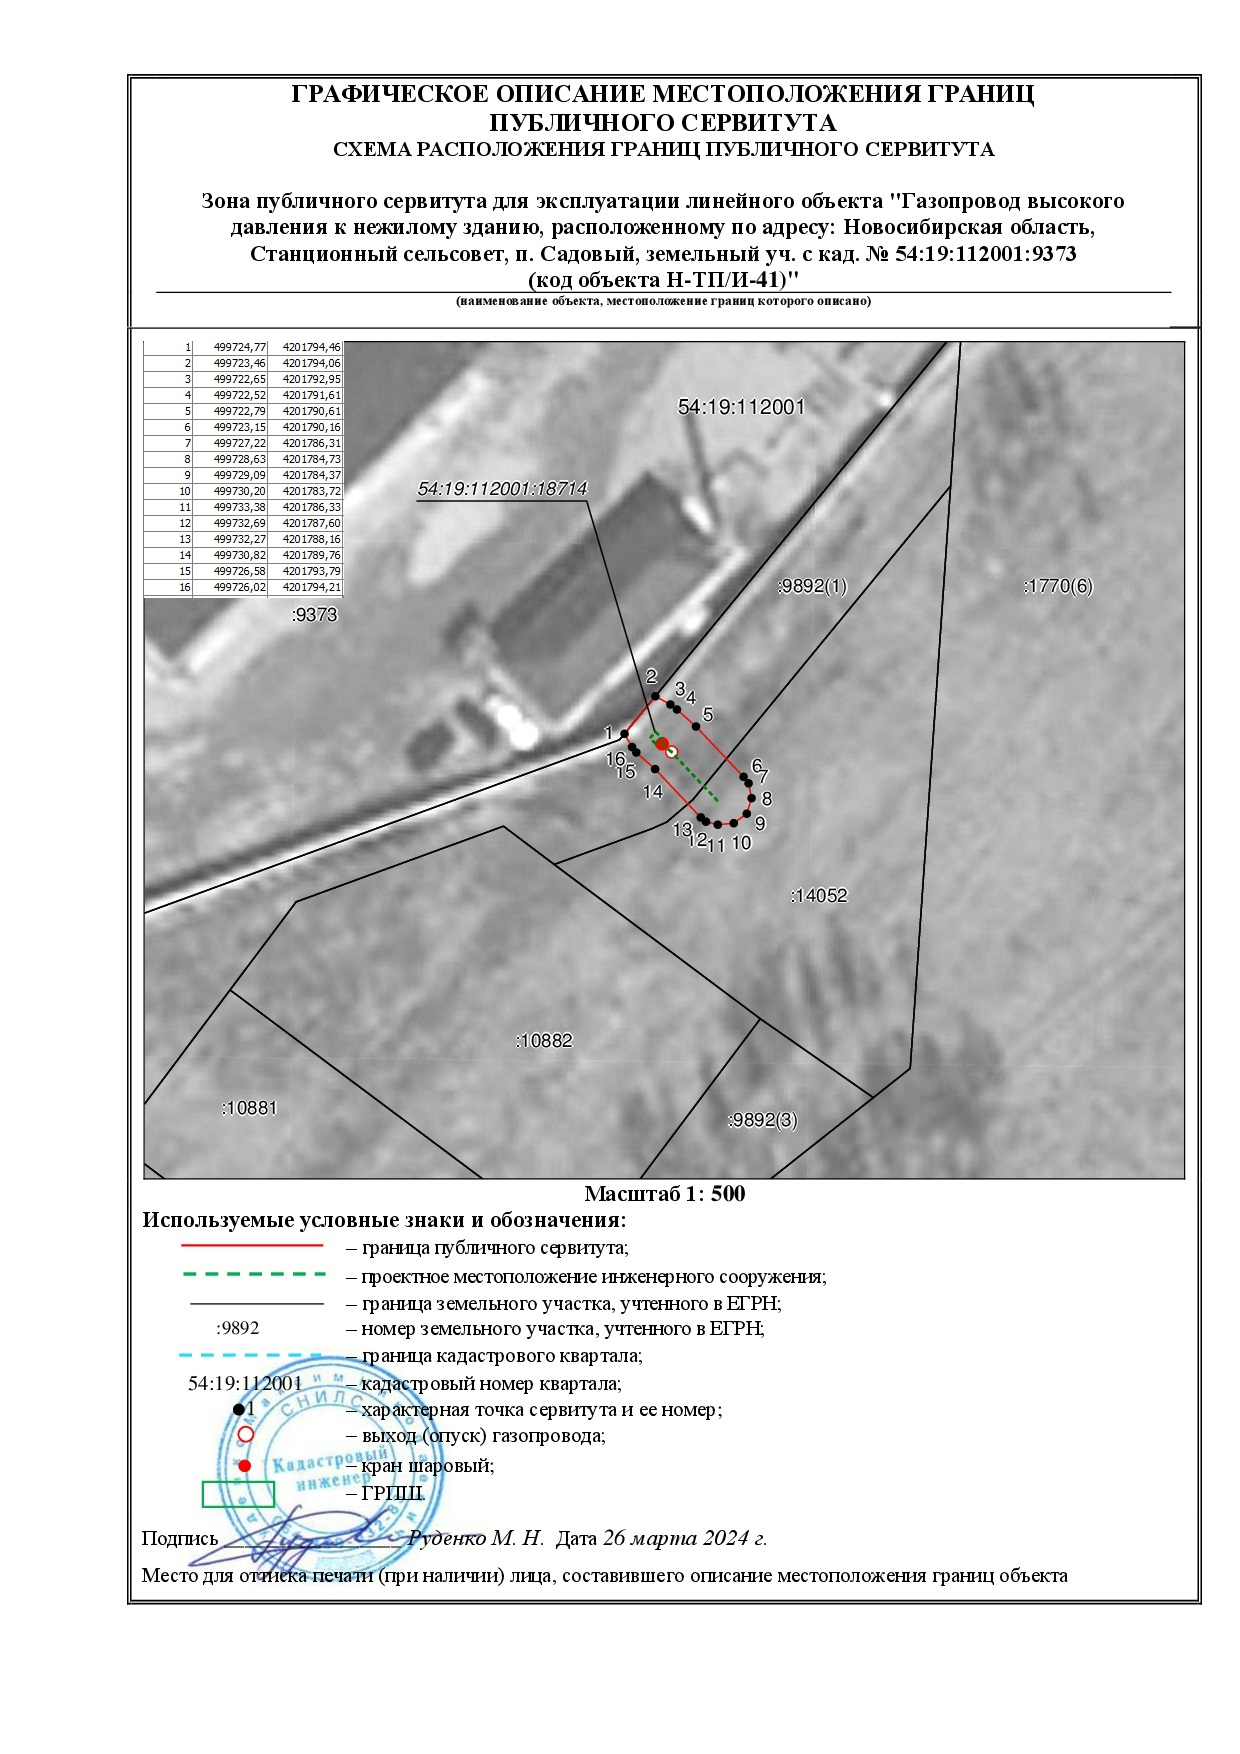 ГРАФИЧЕСКОЕ ОПИСАНИЕ МЕСТОПОЛОЖЕНИЯ ГРАНИЦ
ПУБЛИЧНОГО СЕРВИТУТА
СХЕМА РАСПОЛОЖЕНИЯ ГРАНИЦ ПУБЛИЧНОГО СЕРВИТУТА
Зона публичного сервитута для эксплуатации линейного объекта "Газопровод высокого
давления к нежилому зданию, расположенному по адресу: Новосибирская область,
Станционный сельсовет, п. Садовый, земельный уч. с кад. № 54:19:112001:9373
(код объекта Н-ТП/И-41)"
(наименование объекта, местоположение границ которого описано)
1 499724,77 4201794,46
2 499723,46 4201794,06
3 499722,65 4201792,95
4 499722,52 4201791,61
5 499722,79 4201790,61
6 499723,15 4201790,16
7 499727,22 4201786,31
8 499728,63 4201784,73
9 499729,09 4201784,37
10 499730,20 4201783,72
11 499733,38 4201786,33
12 499732,69 4201787,60
13 499732,27 4201788,16
14 499730,82 4201789,76
15 499726,58 4201793,79
16 499726,02 4201794,21
54:19:112001
54:19:112001:18714
:9892(1)
:1770(6)
:9373
2
3
4
5
1
16
15
14
6
7
8
9
13
12
11
10
:14052
:10882
:10881
:9892(3)
Масштаб 1: 500
Используемые условные знаки и обозначения:
– граница публичного сервитута;
– проектное местоположение инженерного сооружения;
– граница земельного участка, учтенного в ЕГРН;
:9892 – номер земельного участка, учтенного в ЕГРН;
– граница кадастрового квартала;
54:19:112001 – кадастровый номер квартала;
1 – характерная точка сервитута и ее номер;
– выход (опуск) газопровода;
– кран шаровый;
– ГРПШ.
СНИЛС
Кадастровый
инженер
Подпись Руденко М. Н. Дата 26 марта 2024 г.
Место для оттиска печати (при наличии) лица, составившего описание местоположения границ объекта